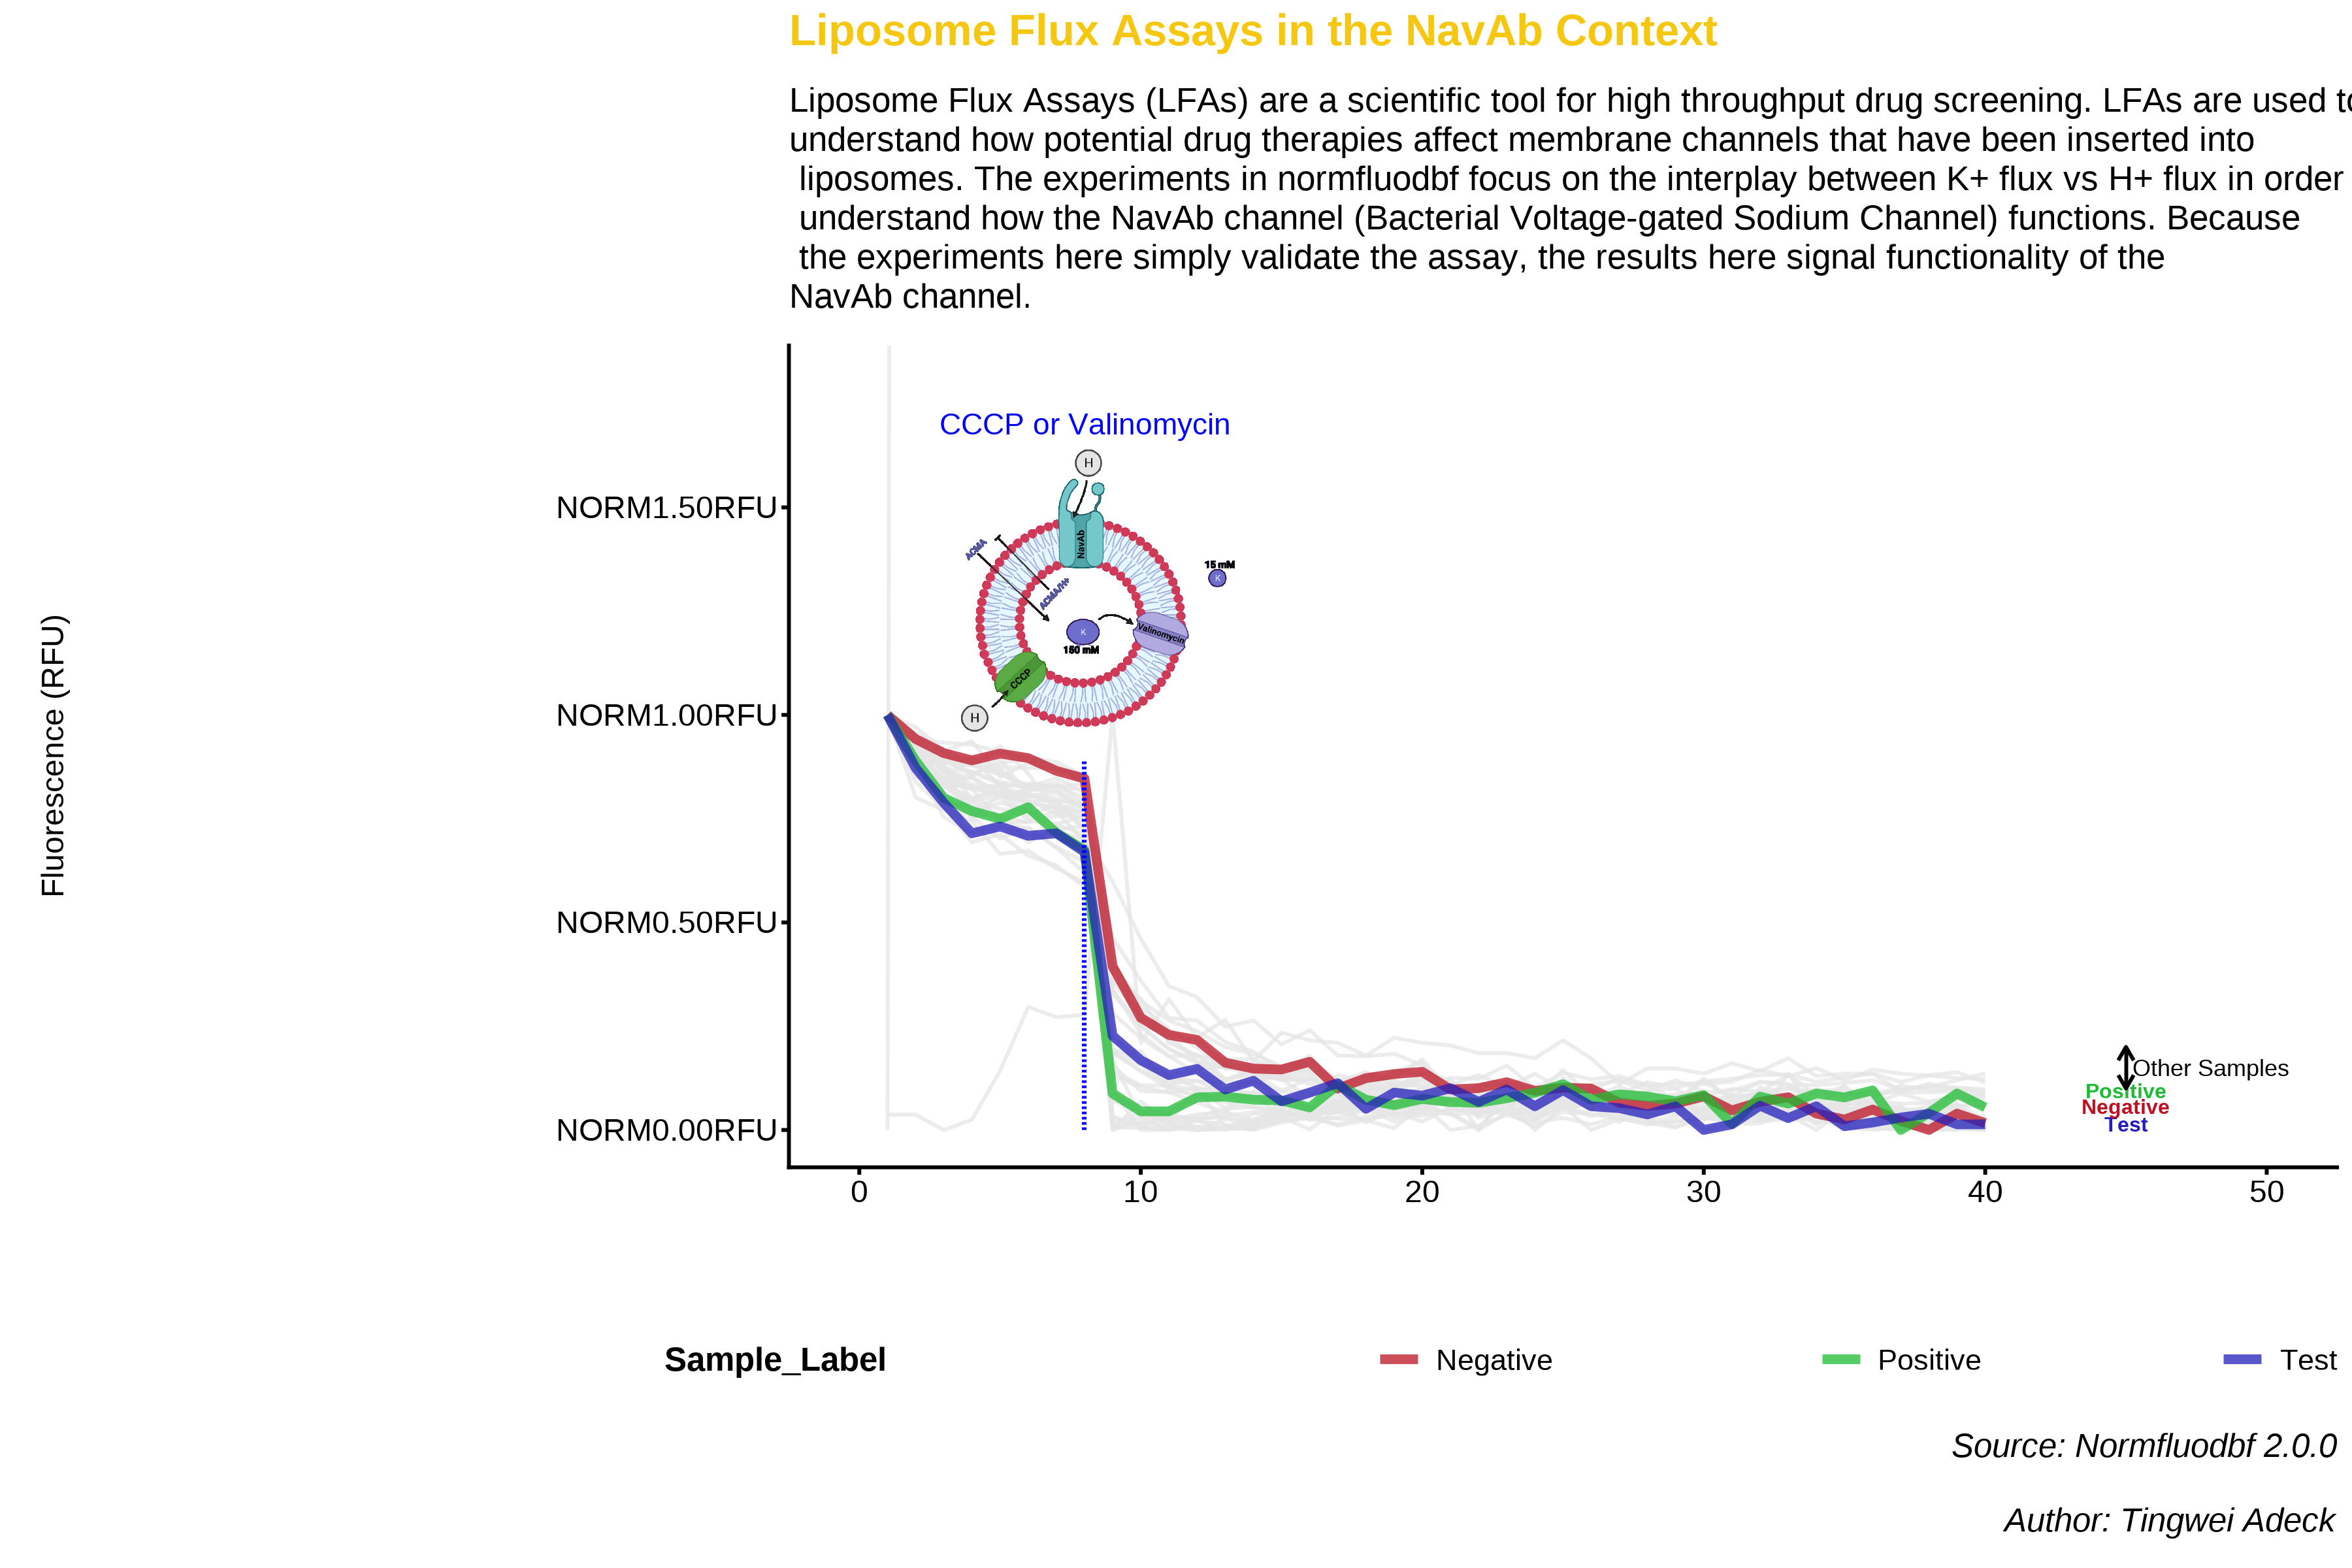 Liposome Flux Assays in the NavAb Context
Liposome Flux Assays (LFAs) are a scientific tool for high throughput drug screening. LFAs are used to
understand how potential drug therapies affect membrane channels that have been inserted into
liposomes. The experiments in normfluodbf focus on the interplay between K+ flux vs H+ flux in order
understand how the NavAb channel (Bacterial Voltage-gated Sodium Channel) functions. Because
the experiments here simply validate the assay, the results here signal functionality of the
NavAb channel.
CCCP or Valinomycin
H
NavAb
ACMA
ACMA/H+
15 mM
K
K
150 mM
Valinomycin
CCCP
H
Fluorescence (RFU)
NORM1.50RFU
NORM1.00RFU
NORM0.50RFU
NORM0.00RFU
Other Samples
Positive
Negative
Test
0 10 20 30 40 50
Sample_Label Negative Positive Test
Source: Normfluodbf 2.0.0
Author: Tingwei Adeck